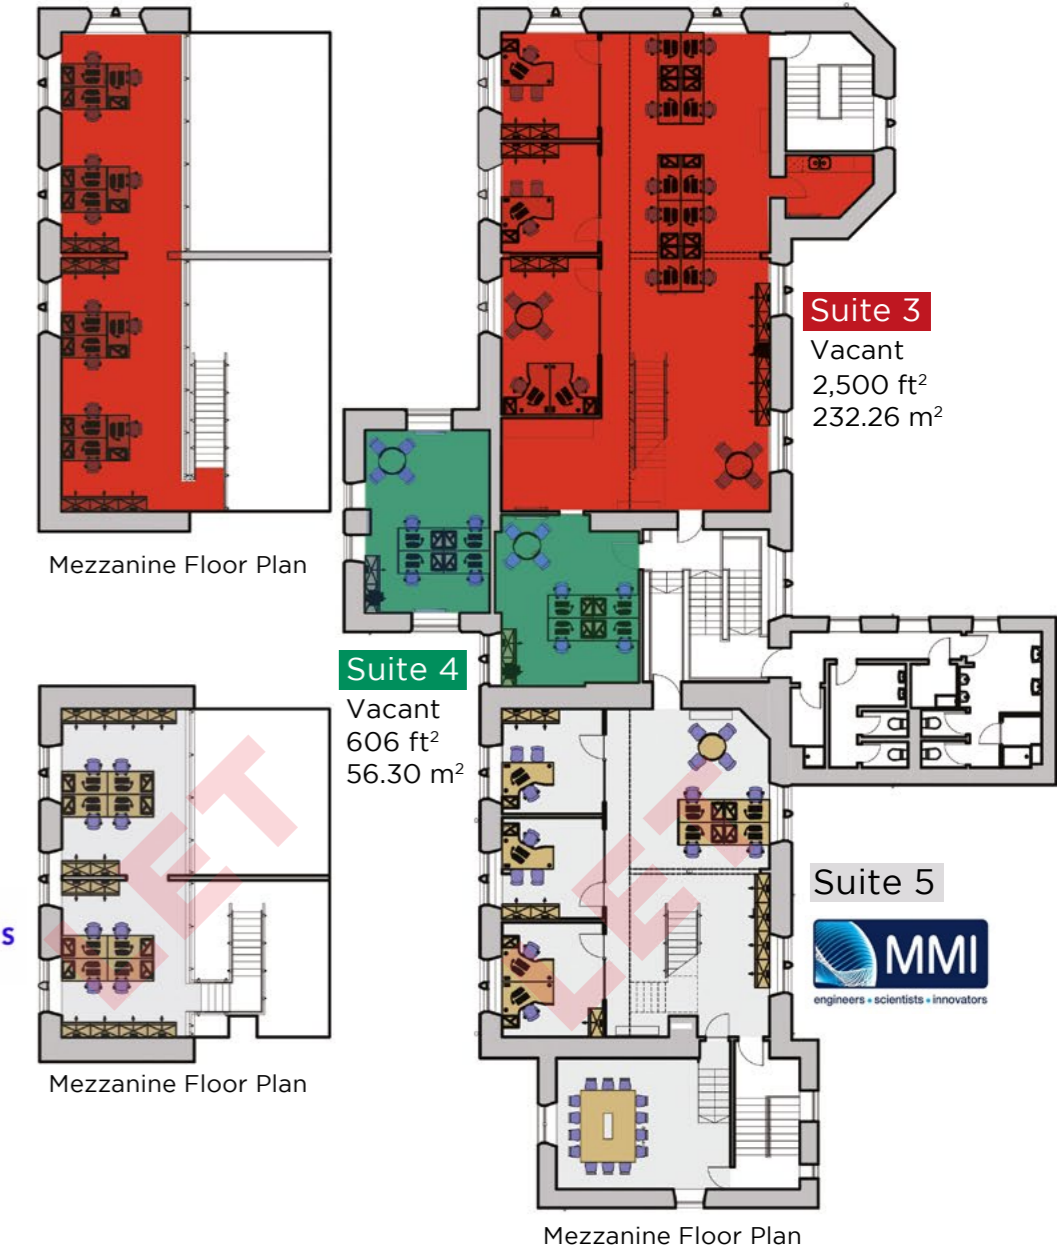 Suite 3
Vacant
2,500 ft²
232.26 m²
Mezzanine Floor Plan
Suite 4
Vacant
606 ft²
56.30 m²
LET
LET
Suite 5
s
MMI
engineers • scientists • innovators
Mezzanine Floor Plan
Mezzanine Floor Plan